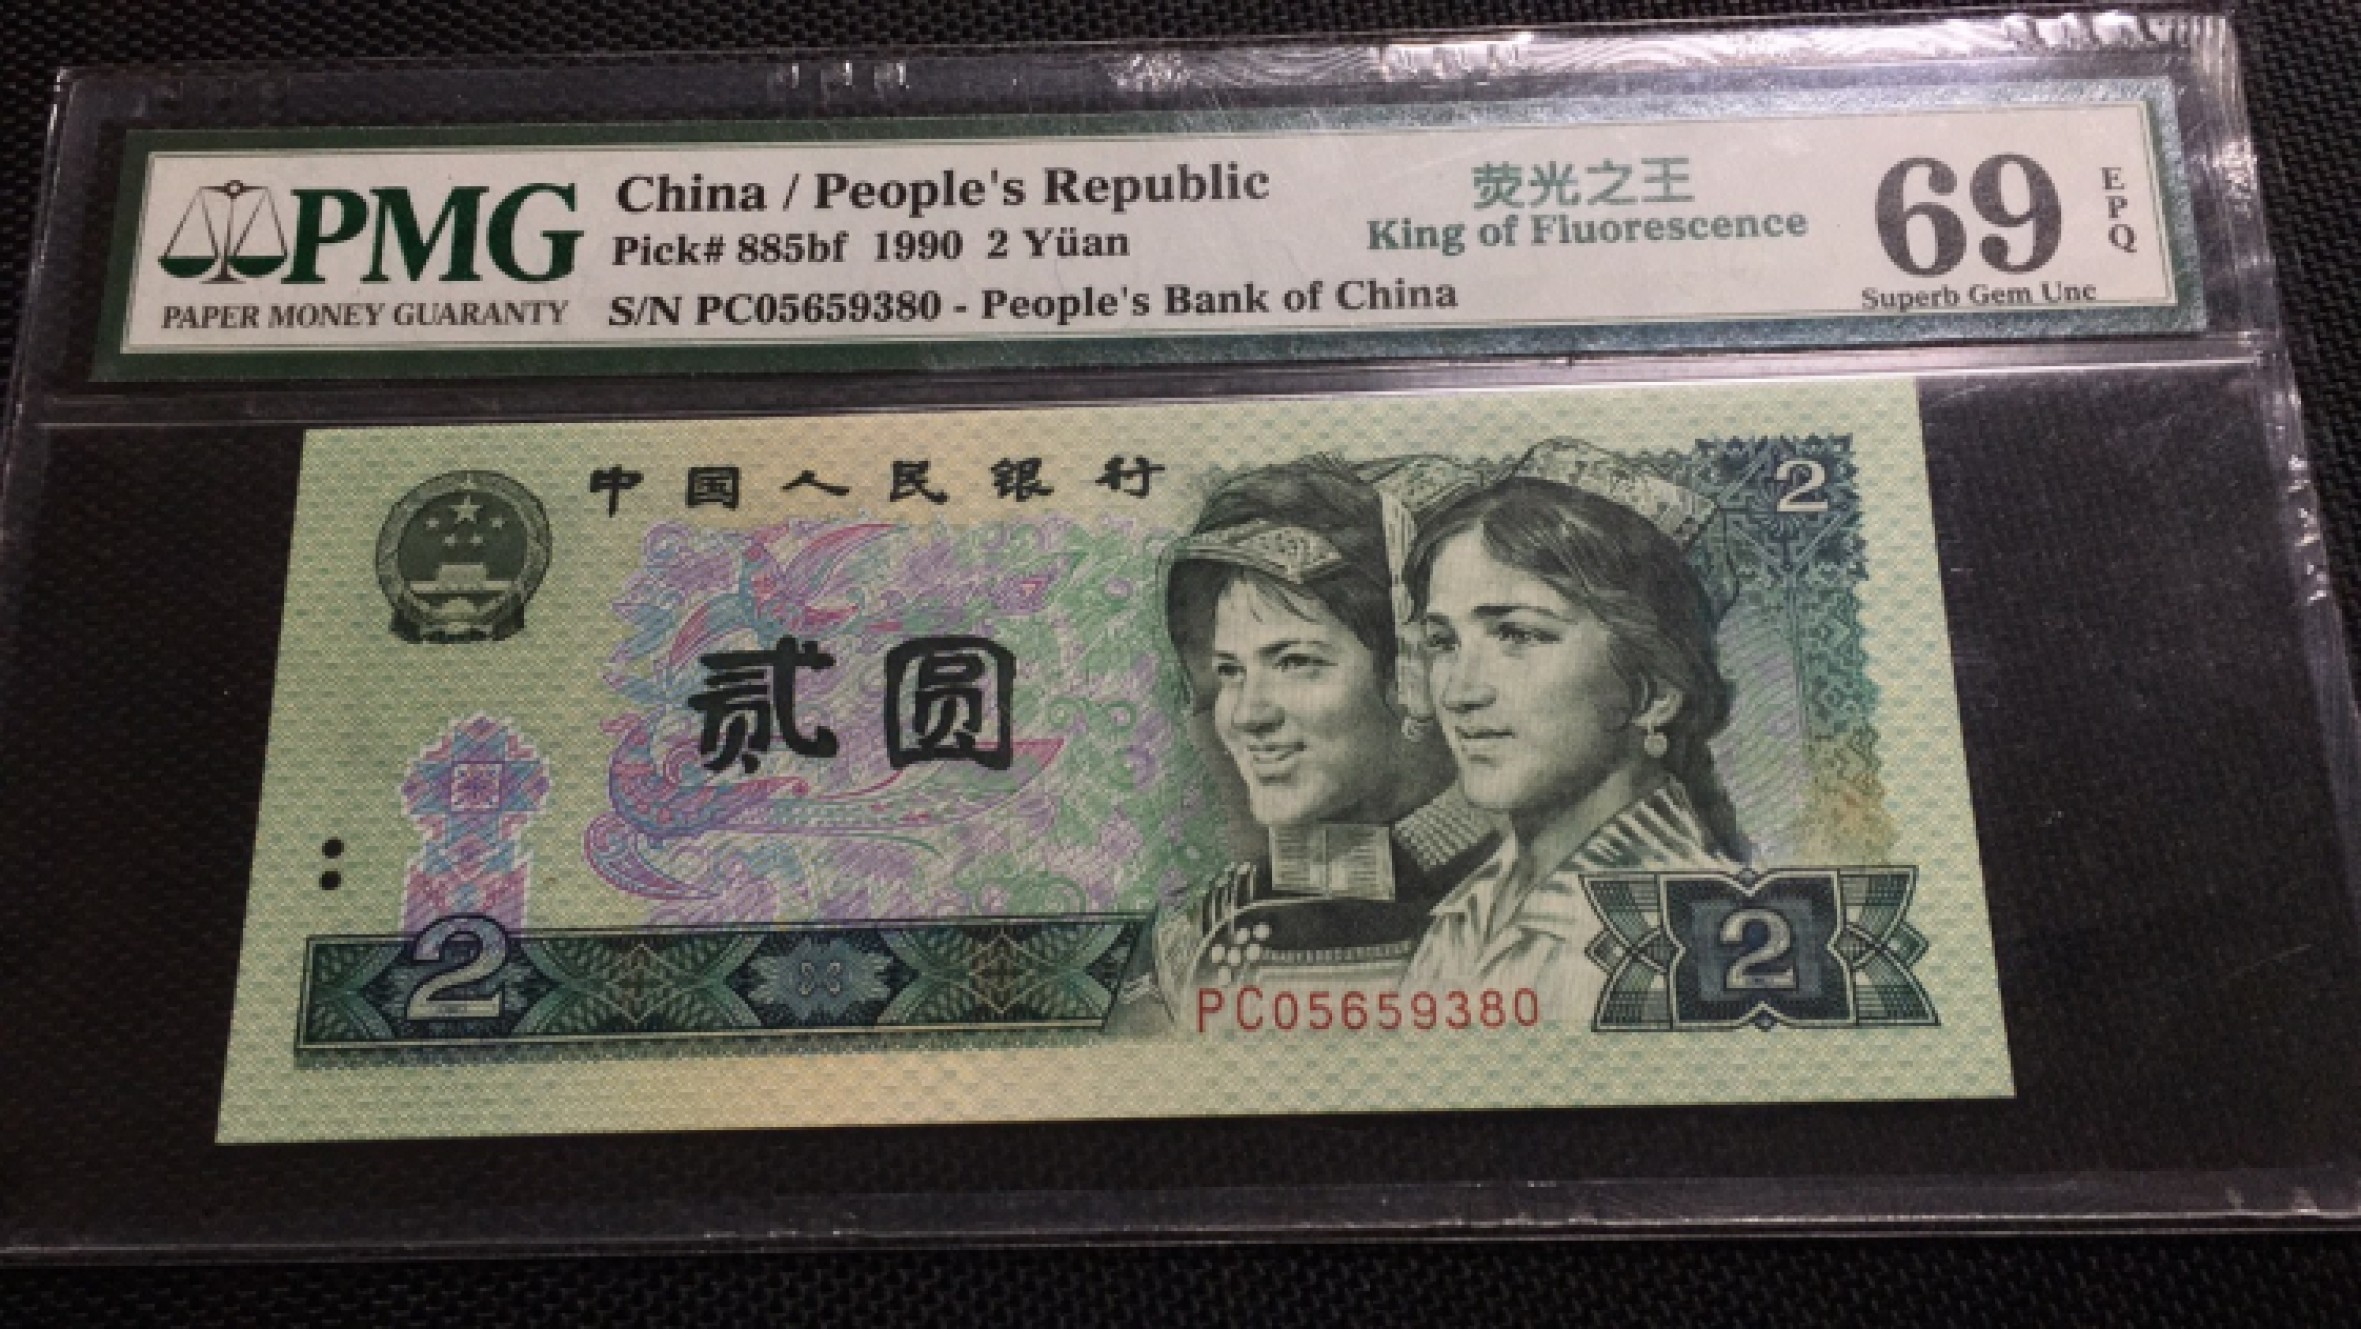 PMG
PAPER MONEY GUARANTY
China / People's Republic
Pick# 885bf 1990 2 Yüan
S/N PC05659380 - People's Bank of China
荧光之王
King of Fluorescence
69
EPQ
Superb Gem Unc
中国人民银行
2
贰圆
2
PC05659380
2